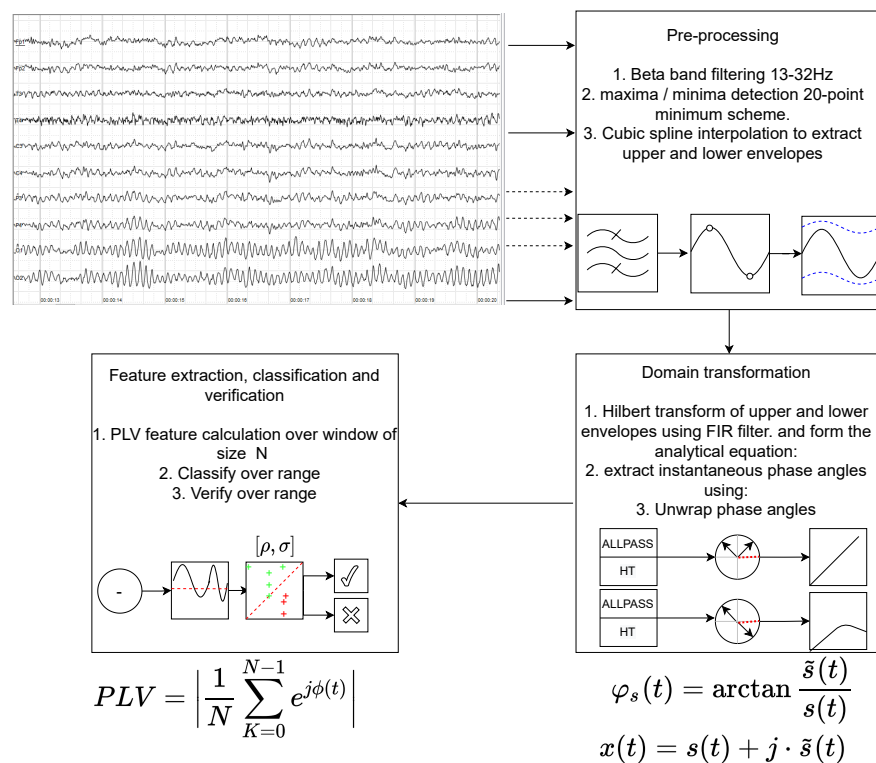 00:00:13
00:00:14
00:00:15
00:00:16
00:00:17
00:00:18
00:00:19
00:00:20
Pre-processing
1. Beta band filtering 13-32Hz
2. maxima / minima detection 20-point
minimum scheme.
3. Cubic spline interpolation to extract
upper and lower envelopes
Domain transformation
1. Hilbert transform of upper and lower
envelopes using FIR filter. and form the
analytical equation:
2. extract instantaneous phase angles
using:
3. Unwrap phase angles
ALLPASS
HT
ALLPASS
HT
φ_s(t) = arctan s̃(t)/s(t)
x(t) = s(t) + j · s̃(t)
Feature extraction, classification and
verification
1. PLV feature calculation over window of
size N
2. Classify over range
3. Verify over range
[ρ, σ]
-
PLV = |1/N ∑_{K=0}^{N−1} e^{jϕ(t)}|